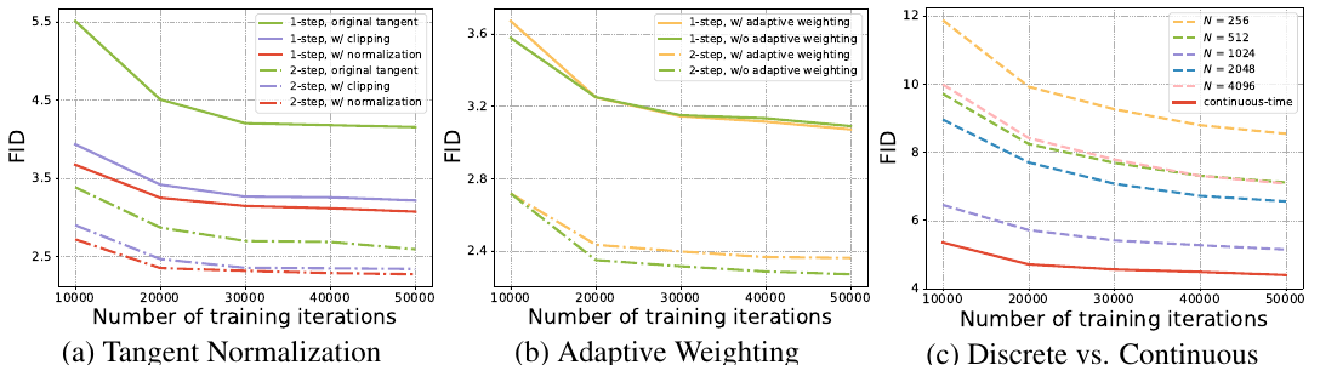 5.5
4.5
3.5
2.5
FID
1-step, original tangent
1-step, w/ clipping
1-step, w/ normalization
2-step, original tangent
2-step, w/ clipping
2-step, w/ normalization
10000 20000 30000 40000 50000
Number of training iterations
(a) Tangent Normalization
3.6
3.2
2.8
2.4
FID
1-step, w/ adaptive weighting
1-step, w/o adaptive weighting
2-step, w/ adaptive weighting
2-step, w/o adaptive weighting
10000 20000 30000 40000 50000
Number of training iterations
(b) Adaptive Weighting
12
10
8
6
4
FID
N = 256
N = 512
N = 1024
N = 2048
N = 4096
continuous-time
10000 20000 30000 40000 50000
Number of training iterations
(c) Discrete vs. Continuous